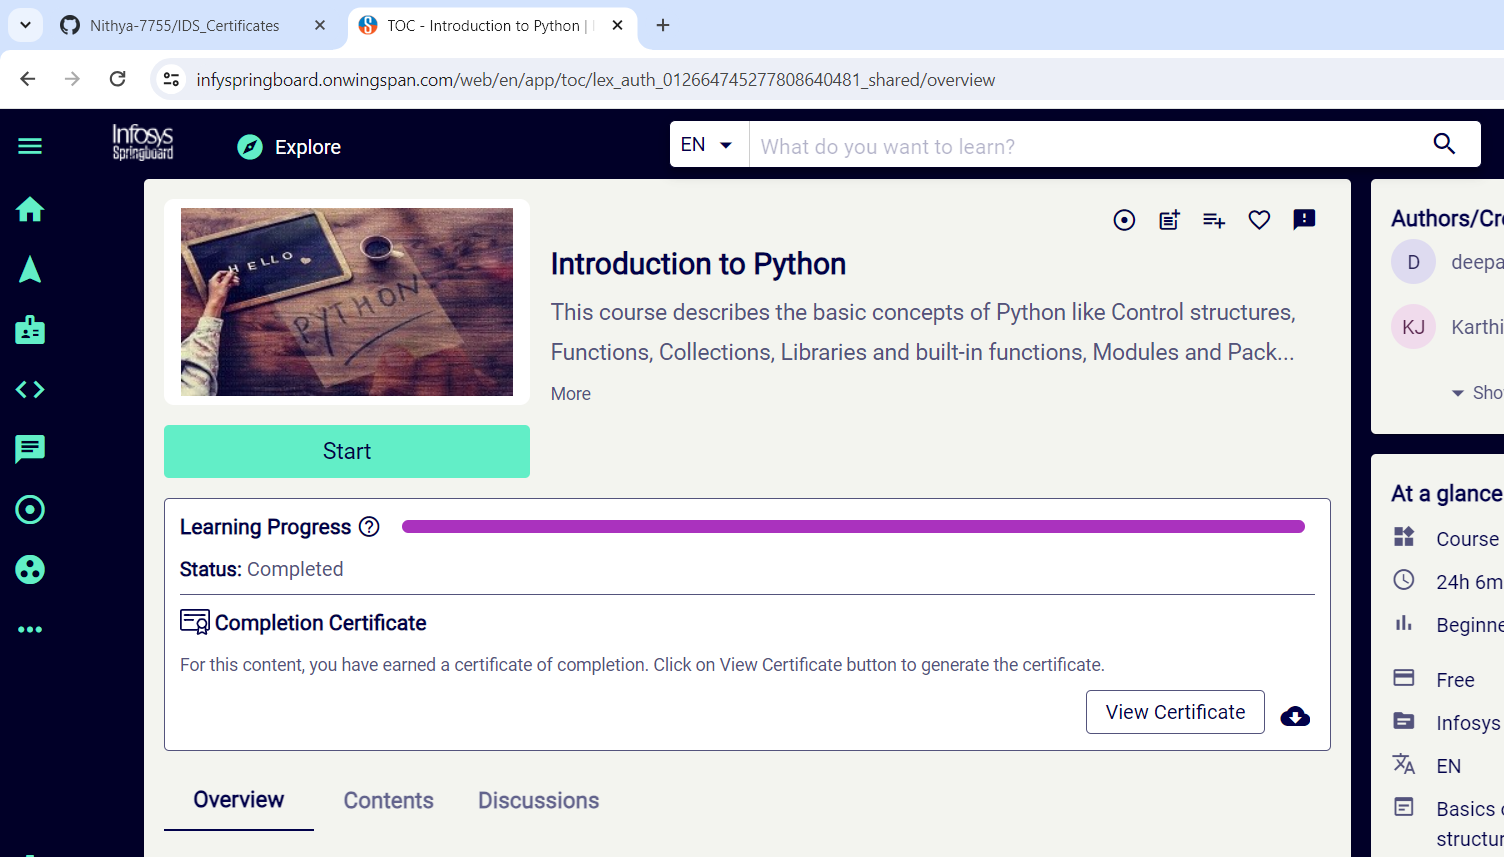 Nithya-7755/IDS_Certificates
TOC - Introduction to Python |
infyspringboard.onwingspan.com/web/en/app/toc/lex_auth_012664745277808640481_shared/overview
Infosys
Springboard
Explore
EN
What do you want to learn?
HELLO
PYTHON
Introduction to Python
This course describes the basic concepts of Python like Control structures,
Functions, Collections, Libraries and built-in functions, Modules and Pack...
More
Start
Learning Progress ?
Status: Completed
Completion Certificate
For this content, you have earned a certificate of completion. Click on View Certificate button to generate the certificate.
View Certificate
Overview
Contents
Discussions
Authors/Cr
D
deepa
KJ
Karthi
Sho
At a glance
Course
24h 6m
Beginne
Free
Infosys
EN
Basics
structur